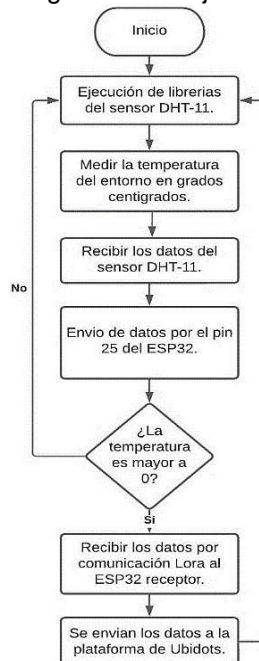 Inicio
Ejecución de librerias
del sensor DHT-11.
Medir la temperatura
del entorno en grados
centigrados.
Recibir los datos del
sensor DHT-11.
No
Envio de datos por el pin
25 del ESP32.
¿La
temperatura
es mayor a
0?
Si
Recibir los datos por
comunicación Lora al
ESP32 receptor.
Se envian los datos a la
plataforma de Ubidots.